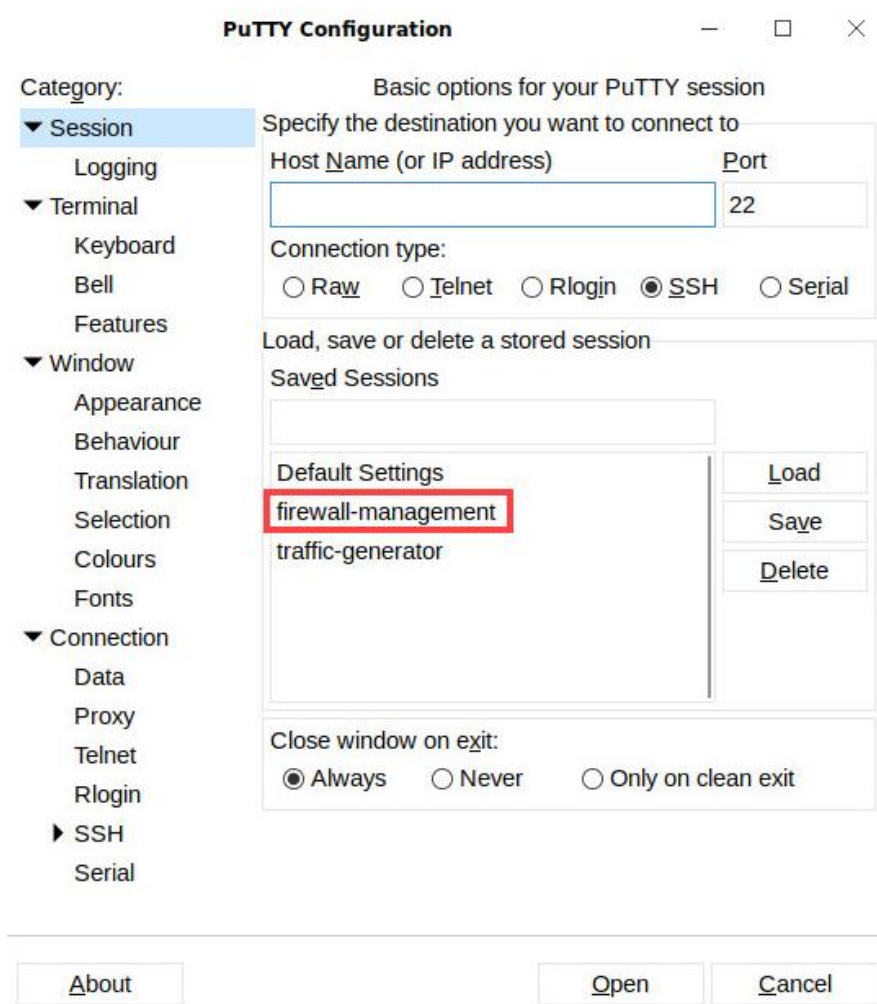 PuTTY Configuration
Category:
Session
Logging
Terminal
Keyboard
Bell
Features
Window
Appearance
Behaviour
Translation
Selection
Colours
Fonts
Connection
Data
Proxy
Telnet
Rlogin
SSH
Serial
Basic options for your PuTTY session
Specify the destination you want to connect to
Host Name (or IP address) Port
22
Connection type:
Raw Telnet Rlogin SSH Serial
Load, save or delete a stored session
Saved Sessions
Default Settings
firewall-management
traffic-generator
Load
Save
Delete
Close window on exit:
Always Never Only on clean exit
About Open Cancel